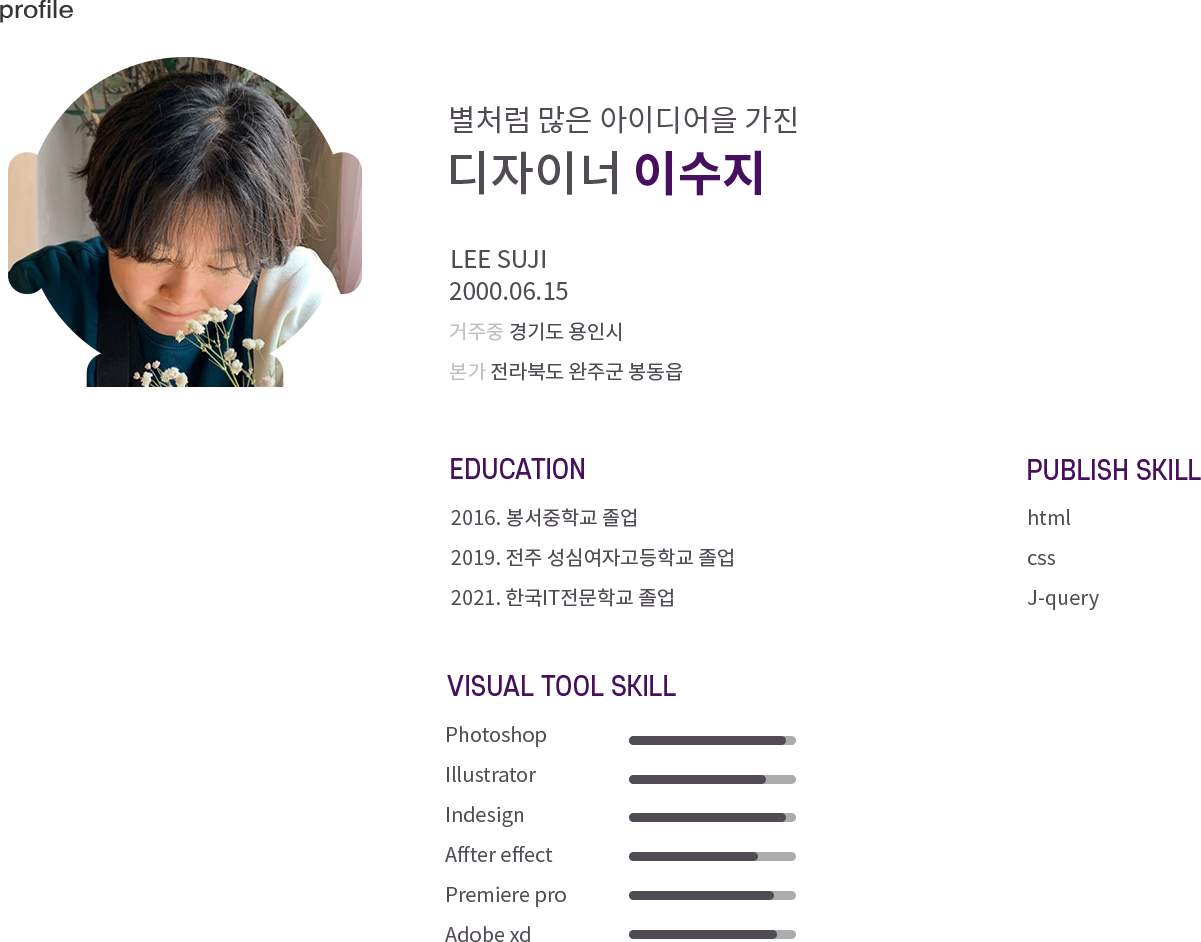 profile
별처럼 많은 아이디어을 가진
디자이너 이수지
LEE SUJI
2000.06.15
거주중 경기도 용인시
본가 전라북도 완주군 봉동읍
EDUCATION
2016. 봉서중학교 졸업
2019. 전주 성심여자고등학교 졸업
2021. 한국IT전문학교 졸업
PUBLISH SKILL
html
css
J-query
VISUAL TOOL SKILL
Photoshop
Illustrator
Indesign
Affter effect
Premiere pro
Adobe xd